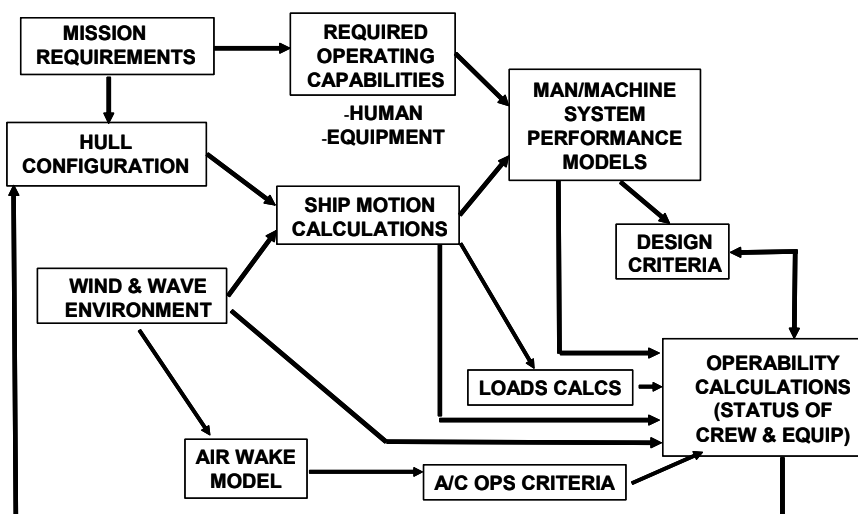 MISSION
REQUIREMENTS
REQUIRED
OPERATING
CAPABILITIES
-HUMAN
-EQUIPMENT
MAN/MACHINE
SYSTEM
PERFORMANCE
MODELS
HULL
CONFIGURATION
SHIP MOTION
CALCULATIONS
DESIGN
CRITERIA
WIND & WAVE
ENVIRONMENT
LOADS CALCS
OPERABILITY
CALCULATIONS
(STATUS OF
CREW & EQUIP)
AIR WAKE
MODEL
A/C OPS CRITERIA